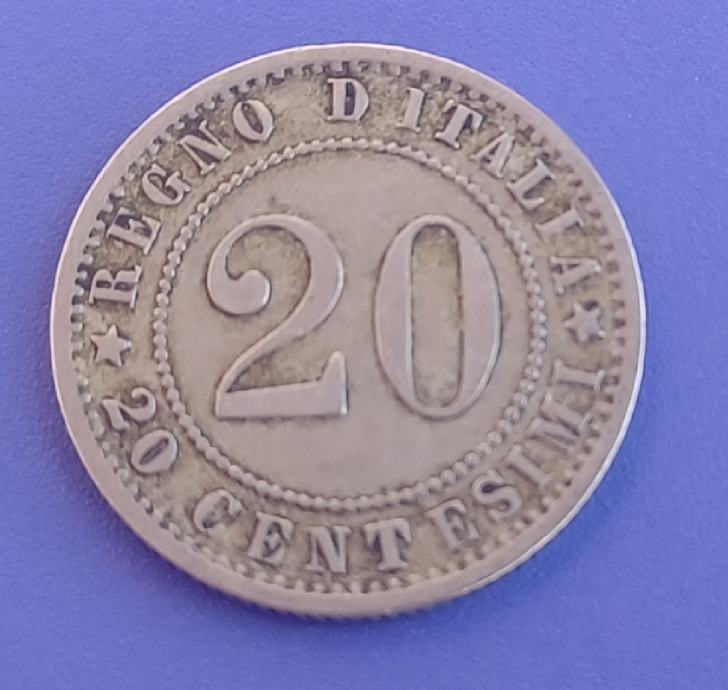 ★ REGNO D ITALIA ★
20 CENTESIMI
20